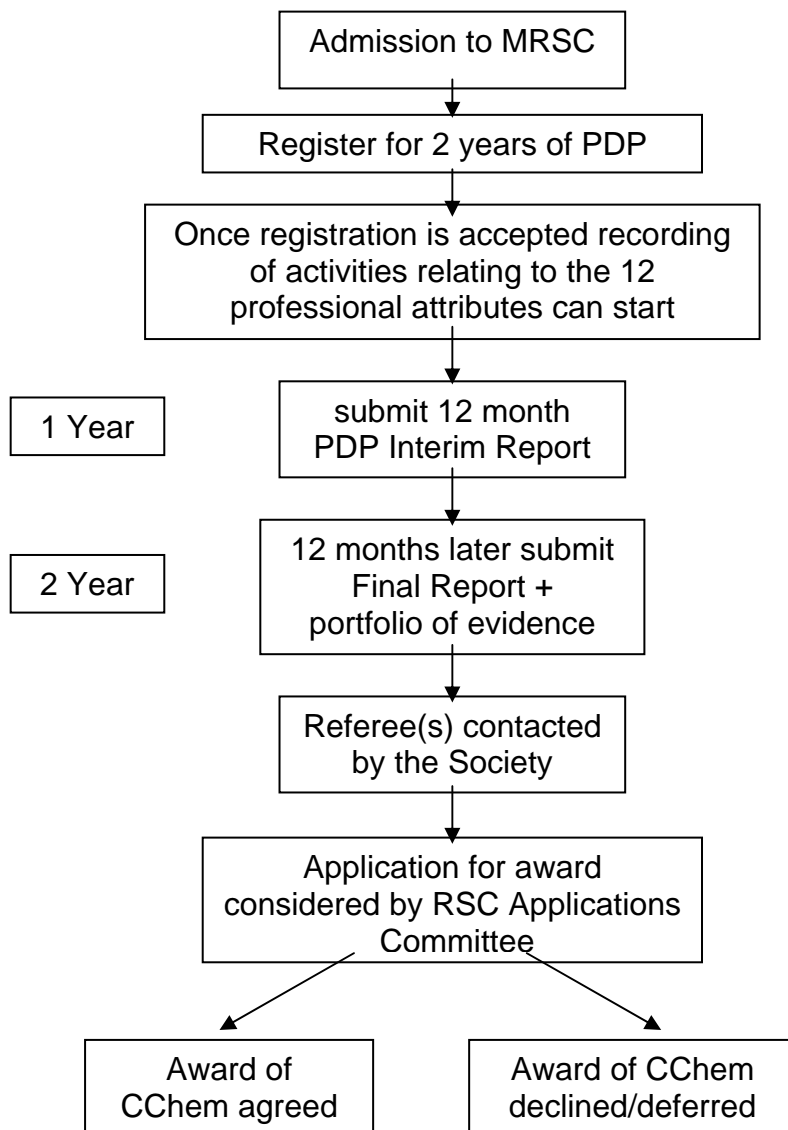 Admission to MRSC
Register for 2 years of PDP
Once registration is accepted recording
of activities relating to the 12
professional attributes can start
1 Year
submit 12 month
PDP Interim Report
2 Year
12 months later submit
Final Report +
portfolio of evidence
Referee(s) contacted
by the Society
Application for award
considered by RSC Applications
Committee
Award of
CChem agreed
Award of CChem
declined/deferred